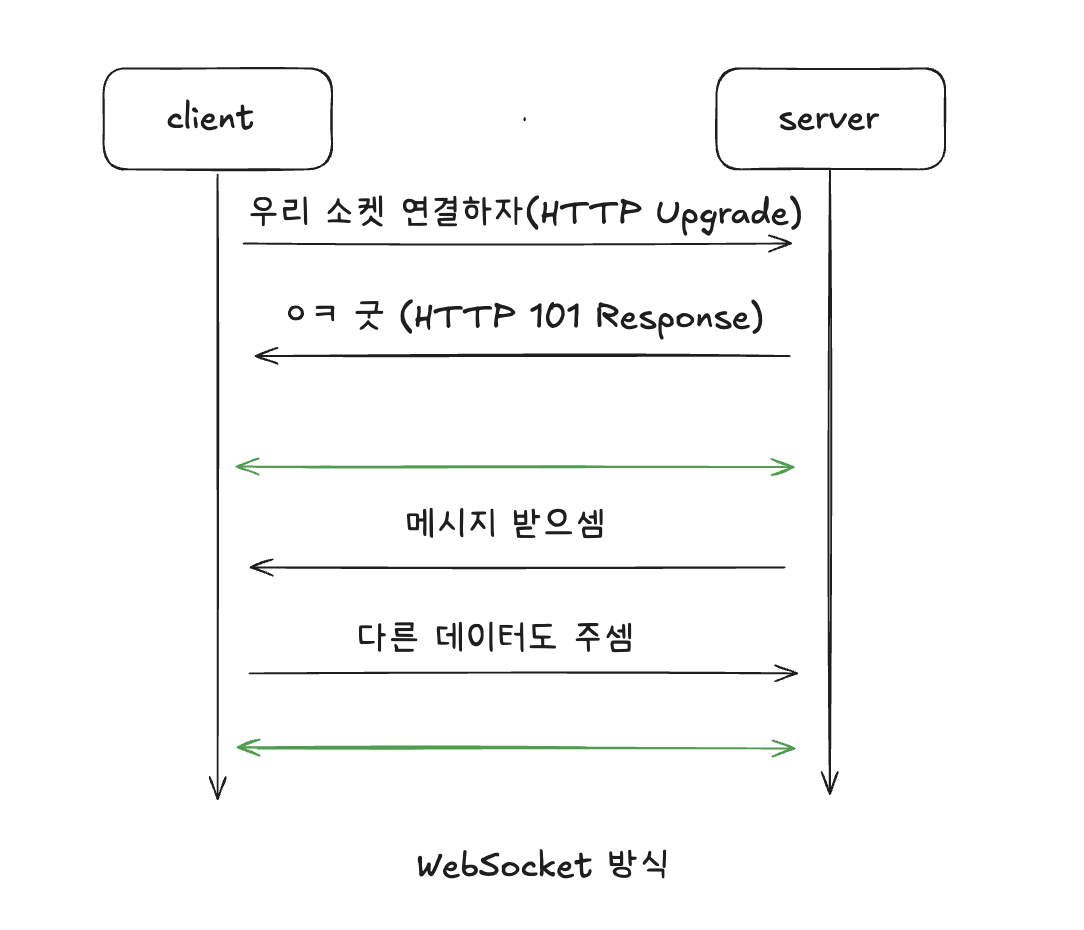 client
server
우리 소켓 연결하자(HTTP Upgrade)
ㅇㅋ 굿 (HTTP 101 Response)
메시지 받으셈
다른 데이터도 주셈
WebSocket 방식